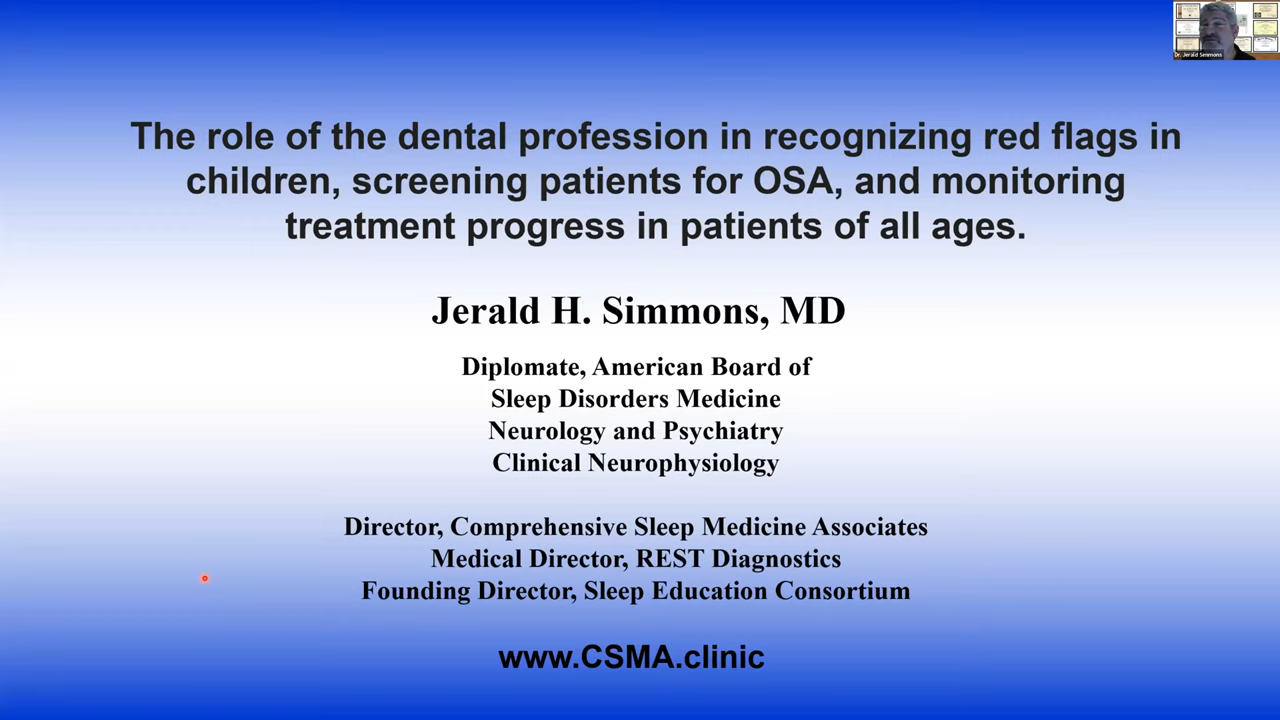 Dr. Jerald Simmons
The role of the dental profession in recognizing red flags in
children, screening patients for OSA, and monitoring
treatment progress in patients of all ages.
Jerald H. Simmons, MD
Diplomate, American Board of
Sleep Disorders Medicine
Neurology and Psychiatry
Clinical Neurophysiology
Director, Comprehensive Sleep Medicine Associates
Medical Director, REST Diagnostics
Founding Director, Sleep Education Consortium
www.CSMA.clinic